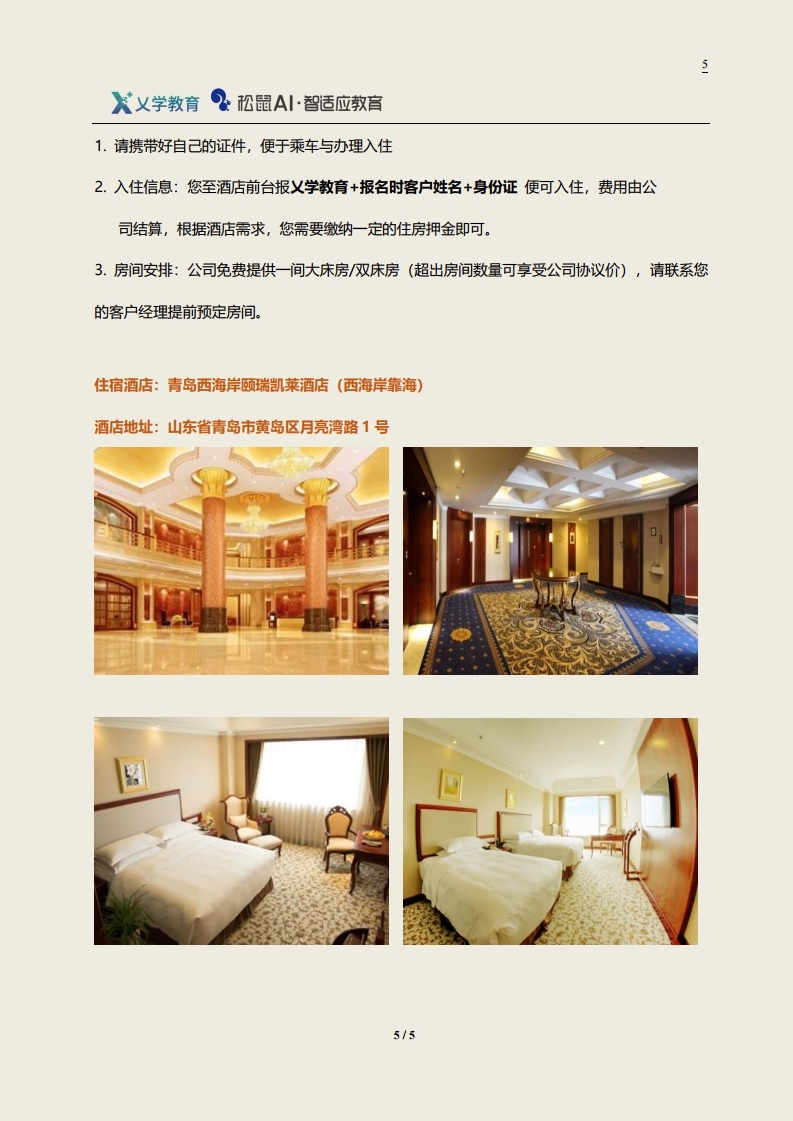 5
乂学教育 松鼠AI·智适应教育
1. 请携带好自己的证件，便于乘车与办理入住
2. 入住信息：您至酒店前台报乂学教育+报名时客户姓名+身份证 便可入住，费用由公
司结算，根据酒店需求，您需要缴纳一定的住房押金即可。
3. 房间安排：公司免费提供一间大床房/双床房（超出房间数量可享受公司协议价），请联系您
的客户经理提前预定房间。
住宿酒店：青岛西海岸颐瑞凯莱酒店（西海岸靠海）
酒店地址：山东省青岛市黄岛区月亮湾路 1 号
5 / 5